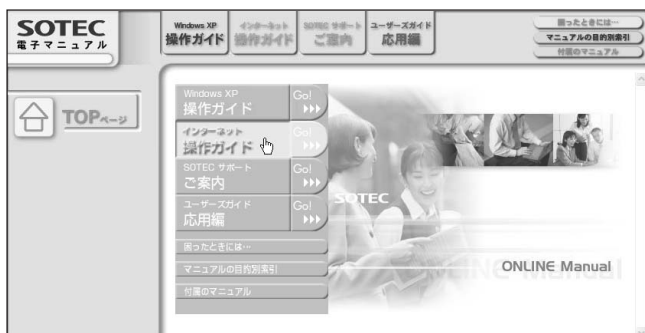 SOTEC
電子マニュアル
Windows XP
操作ガイド
インターネット
操作ガイド
SOTEC サポート
ご案内
ユーザーズガイド
応用編
困ったときには…
マニュアルの目的別索引
付属のマニュアル
TOPページ
Windows XP
操作ガイド
Go!
インターネット
操作ガイド
Go!
SOTEC サポート
ご案内
Go!
ユーザーズガイド
応用編
Go!
困ったときには…
マニュアルの目的別索引
付属のマニュアル
SOTEC
ONLINE Manual
ONLINE Manual